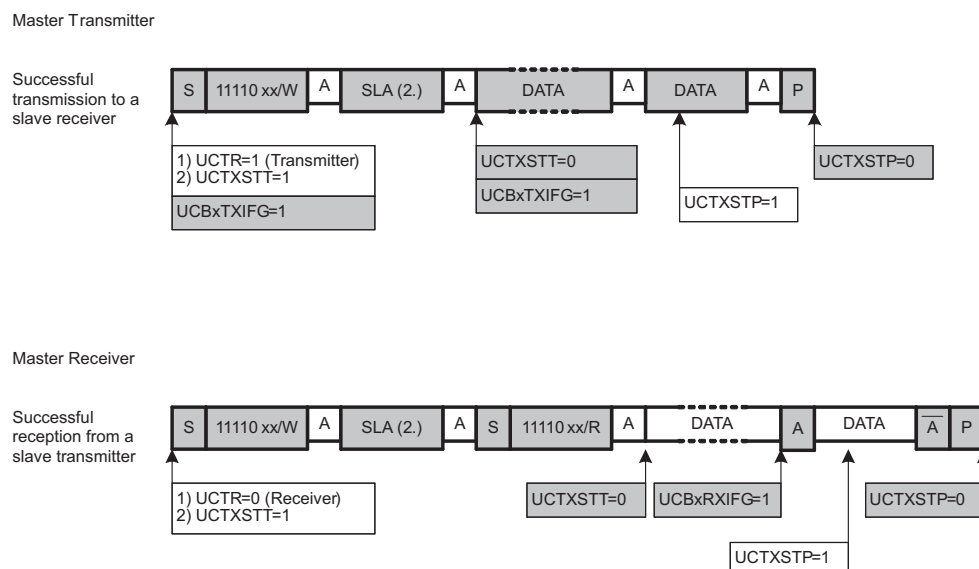 Master Transmitter
Successful
transmission to a
slave receiver
S 11110 xx/W A SLA (2.) A DATA A DATA A P
1) UCTR=1 (Transmitter)
2) UCTXSTT=1
UCBxTXIFG=1
UCTXSTT=0
UCBxTXIFG=1
UCTXSTP=1
UCTXSTP=0
Master Receiver
Successful
reception from a
slave transmitter
S 11110 xx/W A SLA (2.) A S 11110 xx/R A DATA A DATA A̅ P
1) UCTR=0 (Receiver)
2) UCTXSTT=1
UCTXSTT=0
UCBxRXIFG=1
UCTXSTP=1
UCTXSTP=0